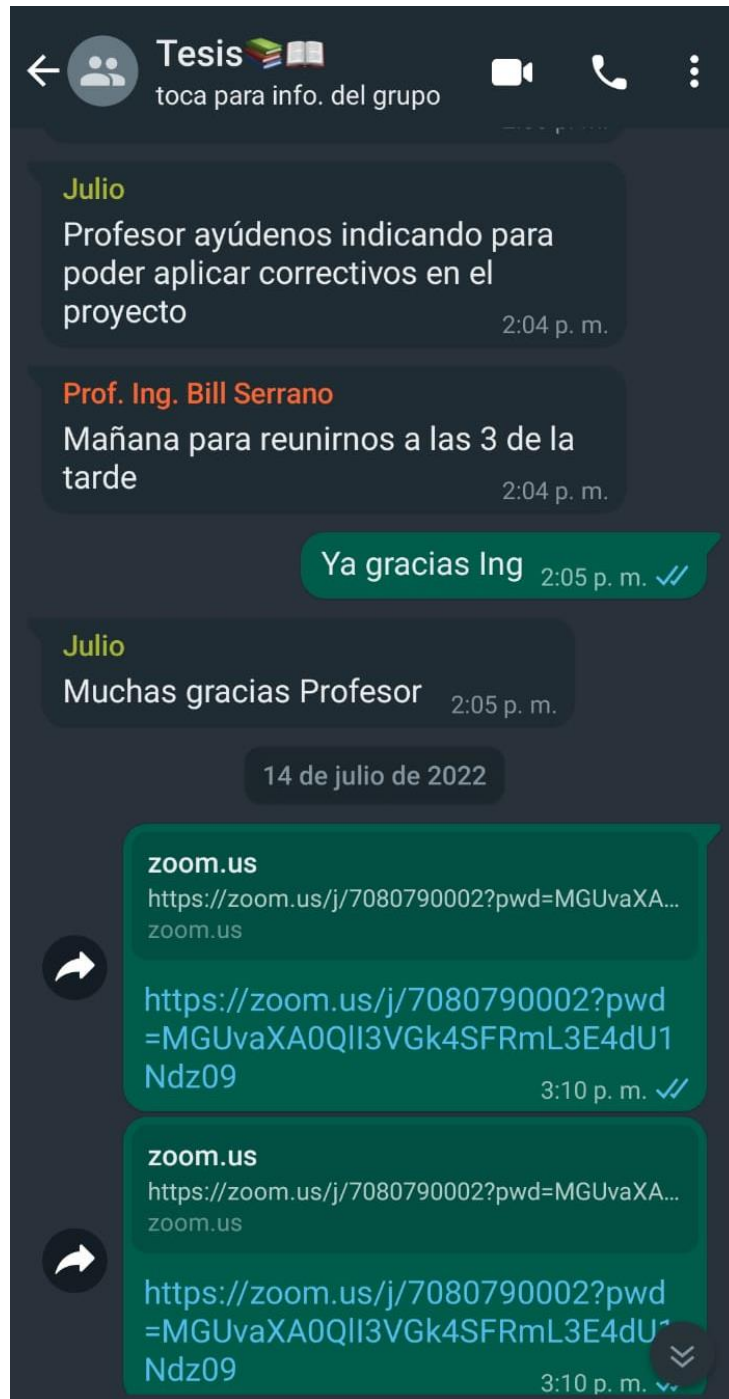 Tesis📚📖
toca para info. del grupo
Julio
Profesor ayúdenos indicando para
poder aplicar correctivos en el
proyecto
2:04 p. m.
Prof. Ing. Bill Serrano
Mañana para reunirnos a las 3 de la
tarde
2:04 p. m.
Ya gracias Ing 2:05 p. m.
Julio
Muchas gracias Profesor 2:05 p. m.
14 de julio de 2022
zoom.us
https://zoom.us/j/7080790002?pwd=MGUvaXA...
zoom.us
https://zoom.us/j/7080790002?pwd
=MGUvaXA0QlI3VGk4SFRmL3E4dU1
Ndz09
3:10 p. m.
zoom.us
https://zoom.us/j/7080790002?pwd=MGUvaXA...
zoom.us
https://zoom.us/j/7080790002?pwd
=MGUvaXA0QlI3VGk4SFRmL3E4dU1
Ndz09
3:10 p. m.